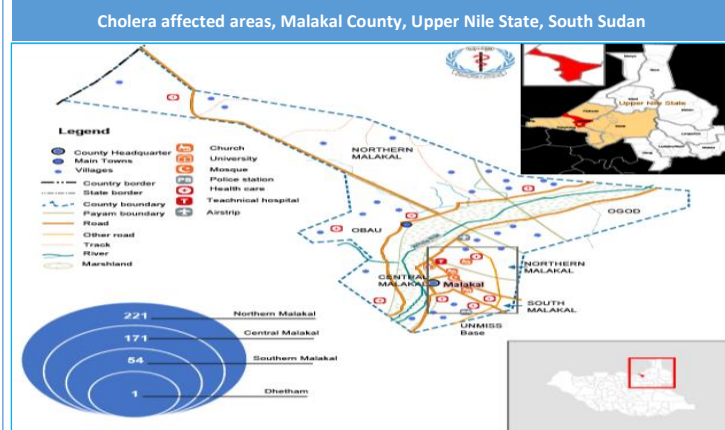 Cholera affected areas, Malakal County, Upper Nile State, South Sudan
Upper Nile State
Legend
County Headquarter
Main Towns
Villages
Country border
State border
County boundary
Payam boundary
Road
Other road
Track
River
Marshland
Church
University
Mosque
PS Police station
Health care
Teachnical hospital
Airstrip
NORTHERN
MALAKAL
OGOD
OBAU
CENTRAL
MALAKAL
Malakal
NORTHERN
MALAKAL
SOUTH
MALAKAL
UNMISS
Base
221 Northern Malakal
171 Central Malakal
54 Southern Malakal
1 Dhetham